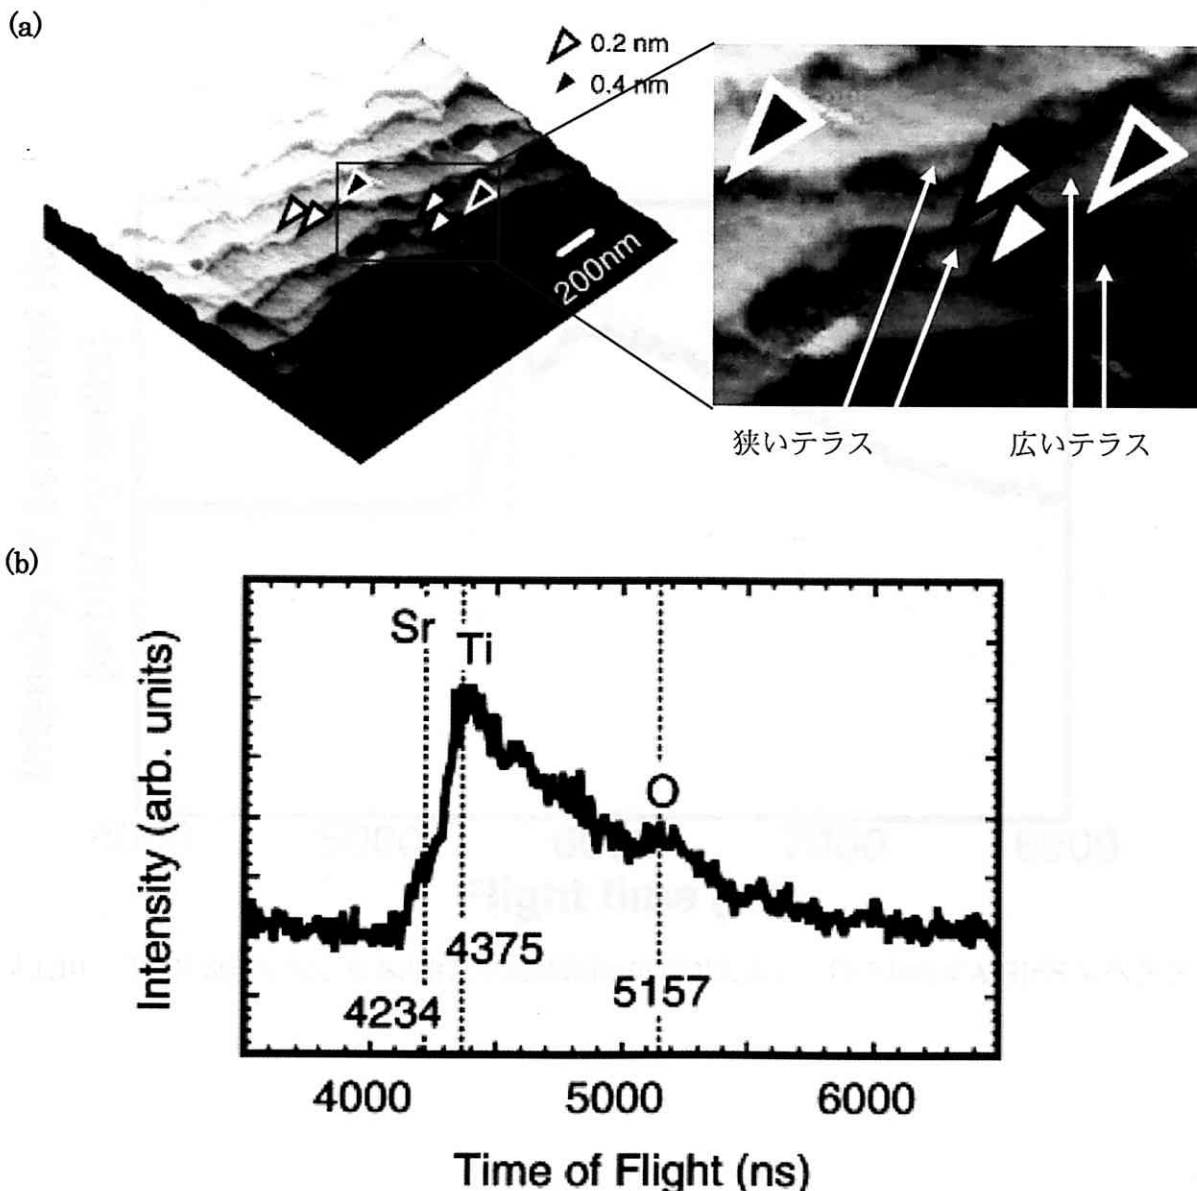 (a)
0.2 nm
0.4 nm
200nm
狭いテラス
広いテラス
(b)
Sr
Ti
O
4375
5157
4234
4000
5000
6000
Intensity (arb. units)
Time of Flight (ns)